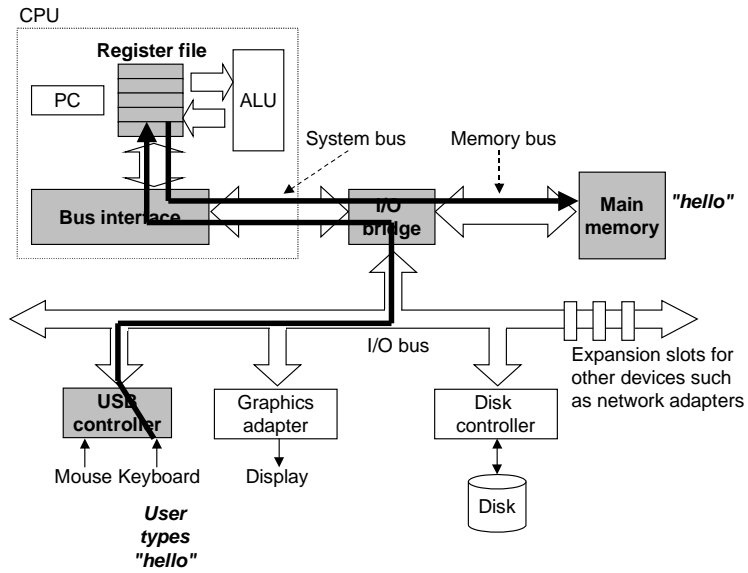 CPU
Register file
PC
ALU
System bus
Memory bus
Bus interface
I/O
bridge
Main
memory
"hello"
I/O bus
Expansion slots for
other devices such
as network adapters
USB
controller
Graphics
adapter
Disk
controller
Mouse
Keyboard
Display
Disk
User
types
"hello"